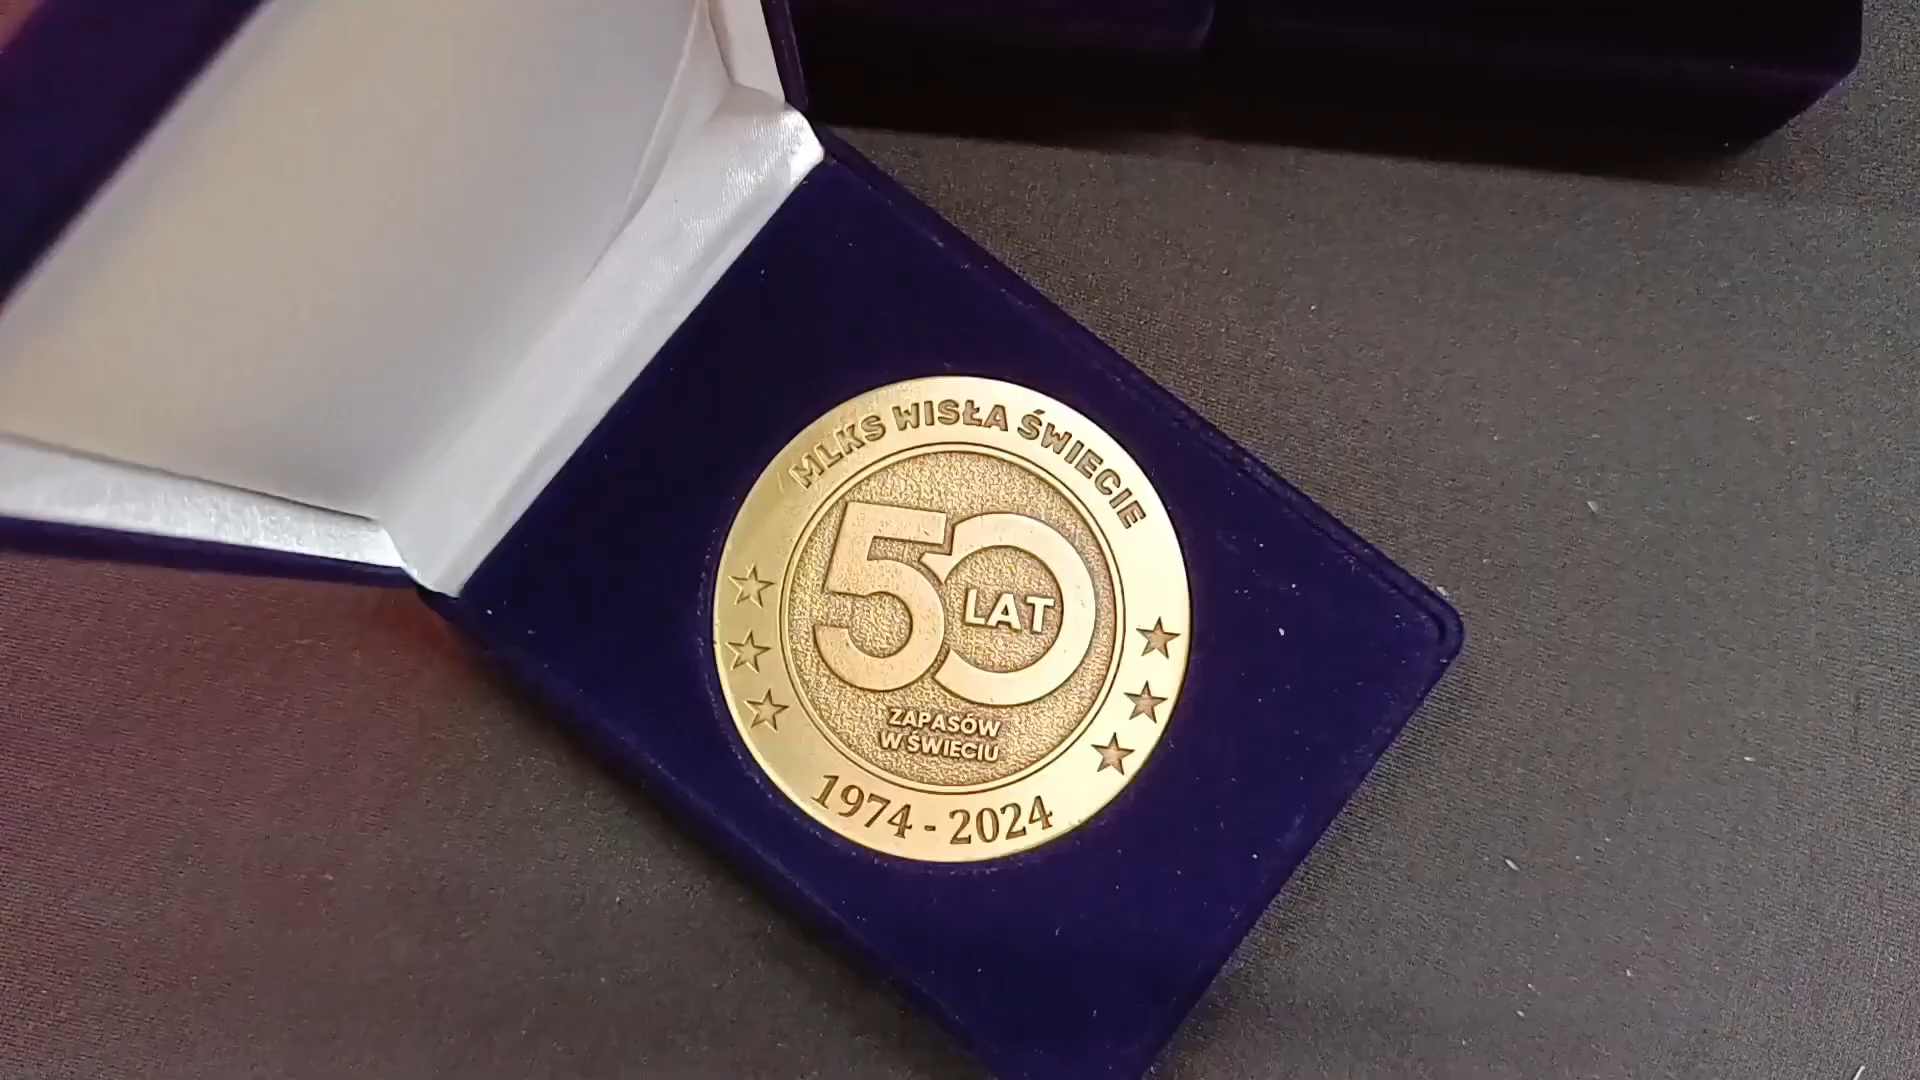 MLKS WISŁA ŚWIECIE
50
LAT
ZAPASÓW
W ŚWIECIU
1974 - 2024